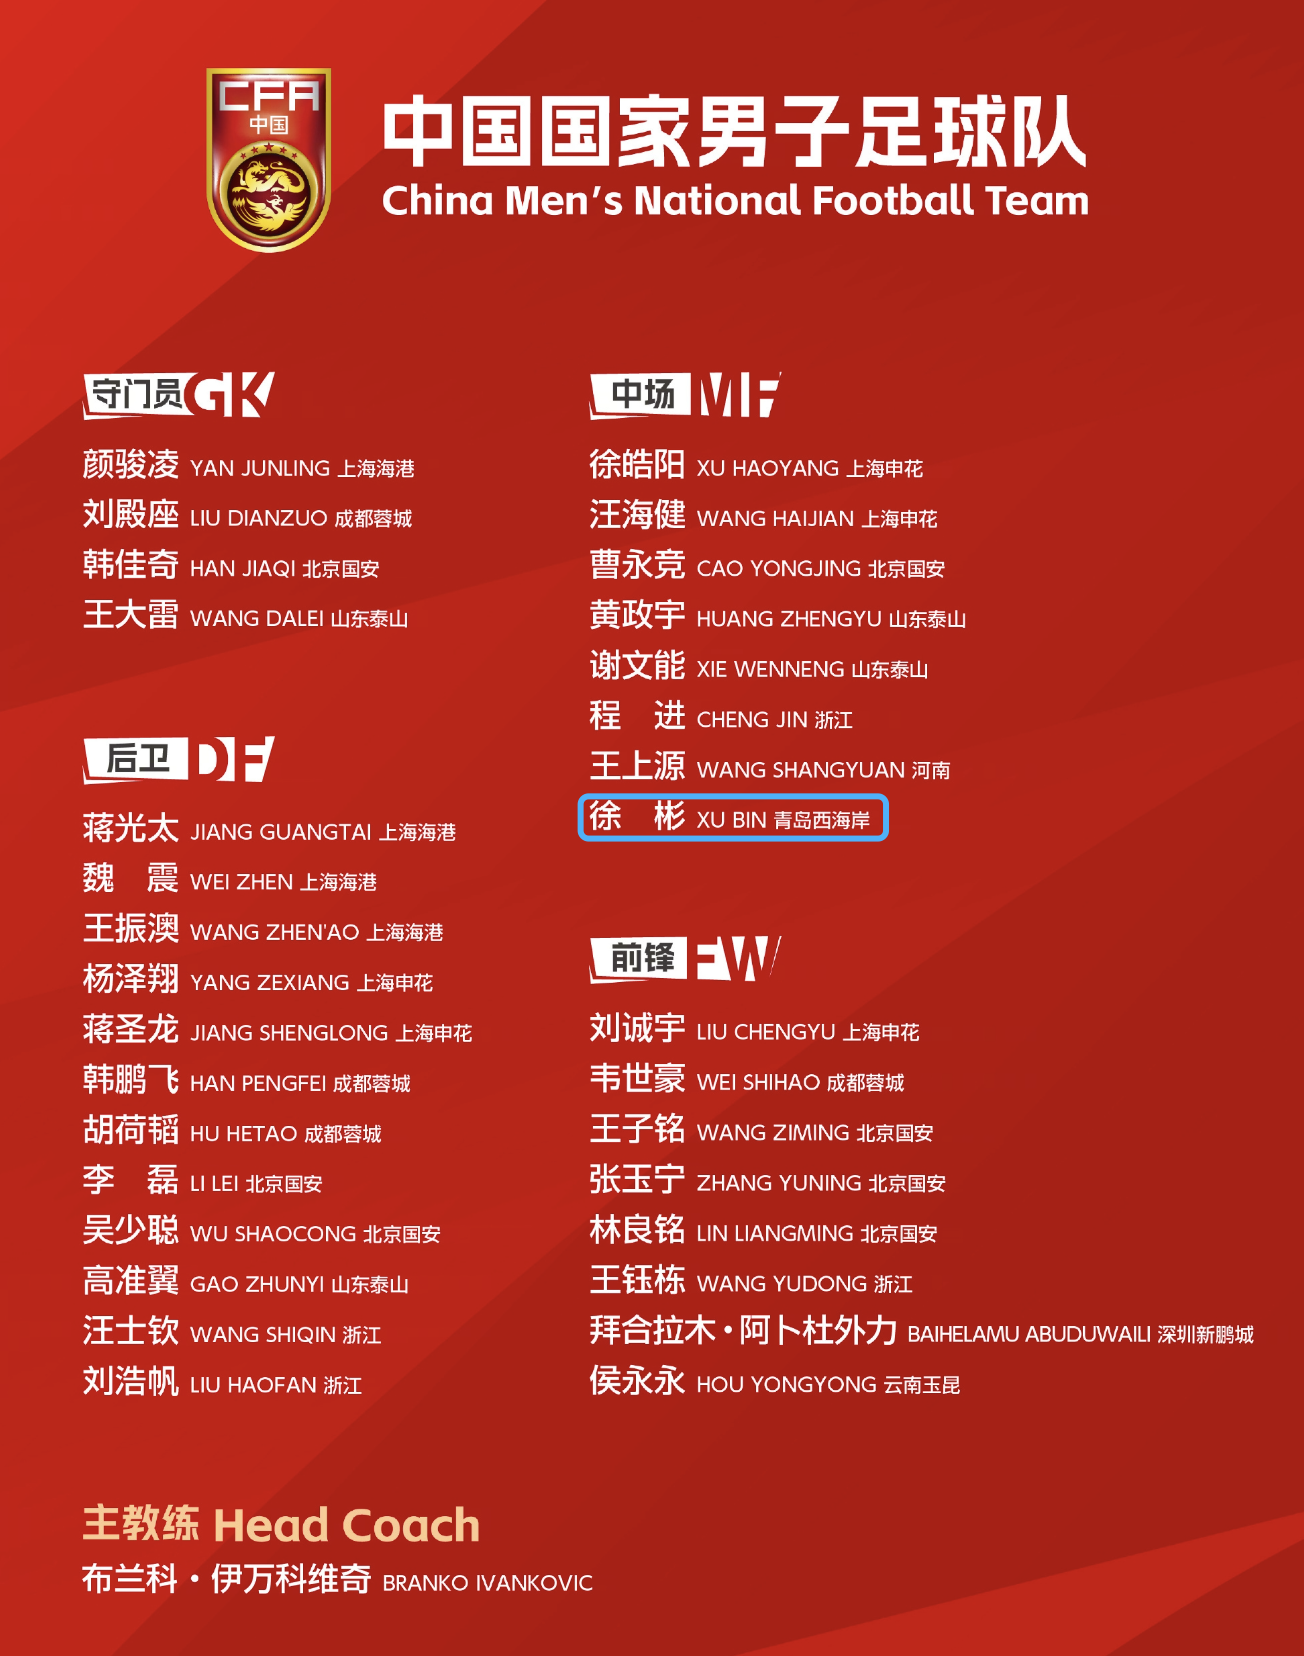 CFA
中国
中国国家男子足球队
China Men's National Football Team
守门员GK
颜骏凌 YAN JUNLING 上海海港
刘殿座 LIU DIANZUO 成都蓉城
韩佳奇 HAN JIAQI 北京国安
王大雷 WANG DALEI 山东泰山
后卫 DF
蒋光太 JIANG GUANGTAI 上海海港
魏　震 WEI ZHEN 上海海港
王振澳 WANG ZHEN'AO 上海海港
杨泽翔 YANG ZEXIANG 上海申花
蒋圣龙 JIANG SHENGLONG 上海申花
韩鹏飞 HAN PENGFEI 成都蓉城
胡荷韬 HU HETAO 成都蓉城
李　磊 LI LEI 北京国安
吴少聪 WU SHAOCONG 北京国安
高准翼 GAO ZHUNYI 山东泰山
汪士钦 WANG SHIQIN 浙江
刘浩帆 LIU HAOFAN 浙江
中场 MF
徐皓阳 XU HAOYANG 上海申花
汪海健 WANG HAIJIAN 上海申花
曹永竞 CAO YONGJING 北京国安
黄政宇 HUANG ZHENGYU 山东泰山
谢文能 XIE WENNENG 山东泰山
程　进 CHENG JIN 浙江
王上源 WANG SHANGYUAN 河南
徐　彬 XU BIN 青岛西海岸
前锋 FW
刘诚宇 LIU CHENGYU 上海申花
韦世豪 WEI SHIHAO 成都蓉城
王子铭 WANG ZIMING 北京国安
张玉宁 ZHANG YUNING 北京国安
林良铭 LIN LIANGMING 北京国安
王钰栋 WANG YUDONG 浙江
拜合拉木·阿卜杜外力 BAIHELAMU ABUDUWAILI 深圳新鹏城
侯永永 HOU YONGYONG 云南玉昆
主教练 Head Coach
布兰科·伊万科维奇 BRANKO IVANKOVIC